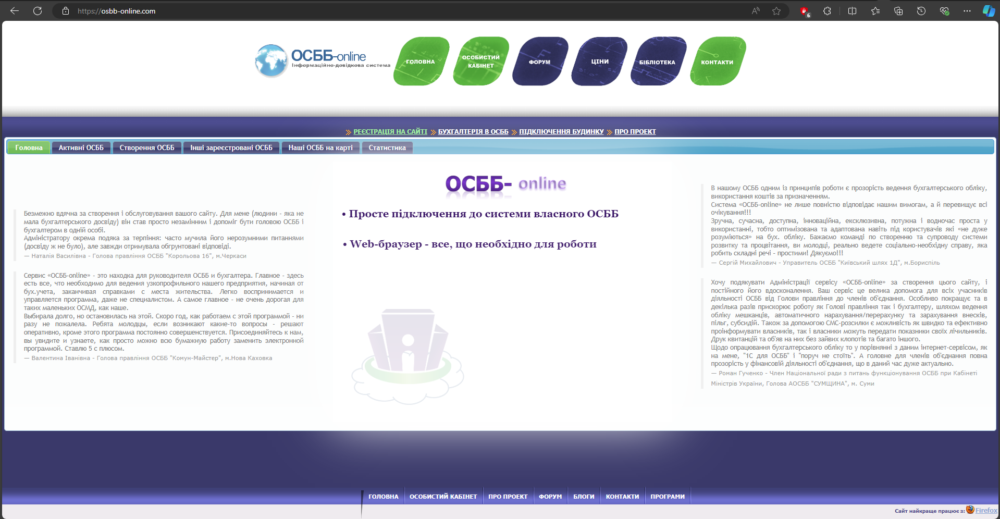 https://osbb-online.com
6
ОСББ-online
Інформаційно-довідкова система
ГОЛОВНА
ОСОБИСТИЙ
КАБІНЕТ
ФОРУМ
ЦІНИ
БІБЛІОТЕКА
КОНТАКТИ
РЕЄСТРАЦІЯ НА САЙТІ БУХГАЛТЕРІЯ В ОСББ ПІДКЛЮЧЕННЯ БУДИНКУ ПРО ПРОЕКТ
Головна Активні ОСББ Створення ОСББ Інші зареєстровані ОСББ Наші ОСББ на карті Статистика
Безмежно вдячна за створення і обслуговування вашого сайту. Для мене (людини - яка не
мала бухгалтерського досвіду) він став просто незамінним і допоміг бути головою ОСББ і
бухгалтером в одній особі.
Адміністратору окрема подяка за терпіння: часто мучила його нерозумними питаннями
(досвіду ж не було), але завжди отримувала обгрунтовані відповіді.
— Наталія Василівна - Голова правління ОСББ "Корольова 16", м.Черкаси
Сервис «ОСББ-online» - это находка для руководителя ОСББ и бухгалтера. Главное - здесь
есть все, что необходимо для ведения узкопрофильного нашего предприятия, начиная от
бух.учета, заканчивая справками с места жительства. Легко воспринимается и
управляется программа, даже не специалистом. А самое главное - не очень дорогая для
таких маленьких ОСМД, как наше.
Выбирала долго, но остановилась на этой. Скоро год, как работаем с этой программой - ни
разу не пожалела. Ребята молодцы, если возникают какие-то вопросы - решают
оперативно, кроме этого программа постоянно совершенствуется. Присоединяйтесь к нам,
вы увидите и узнаете, как просто можно всю бумажную работу заменить электронной
программой. Ставлю 5 с плюсом.
— Валентина Іванівна - Голова правління ОСББ "Комун-Майстер", м.Нова Каховка
ОСББ- online
• Просте підключення до системи власного ОСББ
• Web-браузер - все, що необхідно для роботи
В нашому ОСББ одним із принципів роботи є прозорість ведення бухгалтерського обліку,
використання коштів за призначенням.
Система «ОСББ-online» не лише повністю відповідає нашим вимогам, а й перевищує всі
очікування!!!
Зручна, сучасна, доступна, інноваційна, ексклюзивна, потужна і водночас проста у
використанні, тобто оптимізована та адаптована навіть під користувачів які «не дуже
розуміються» на бух. обліку. Бажаємо команді по створенню та супроводу системи
розвитку та процвітання, ви молодці, реально ведете соціально-необхідну справу, яка
робить складні речі - простими! Дякуємо!!!
— Сергій Михайлович - Управитель ОСББ "Київський шлях 1Д", м.Бориспіль
Хочу подякувати Адміністрації сервісу «ОСББ-online» за створення цього сайту, і
постійного його вдосконалення. Ваш сервіс це велика допомога для всіх учасників
діяльності ОСББ від Голови правління до членів об'єднання. Особливо покращує та в
декілька разів прискорює роботу як Голові правління так і бухгалтеру, шляхом ведення
обліку мешканців, автоматичного нарахування/перерахунку та зарахування внесків,
пільг, субсидій. Також за допомогою СМС-розсилки є можливість як швидко та ефективно
проінформувати власників, так і власники можуть передати показники своїх лічильників.
Друк квитанцій та об'яв на них без зайвих клопотів та багато іншого.
Щодо опрацювання бухгалтерського обліку то у порівнянні з даним інтернет-сервісом, як
на мене, "1С для ОСББ" і "поруч не стоїть". А головне для членів об'єднання повна
прозорість у фінансовій діяльності об'єднання, що в даний час дуже актуально.
— Роман Гученко - Член Національної ради з питань функціонування ОСББ при Кабінеті
Міністрів України, Голова АОСББ "СУМЩИНА", м. Суми
ГОЛОВНА ОСОБИСТИЙ КАБІНЕТ ПРО ПРОЕКТ ФОРУМ БЛОГИ КОНТАКТИ ПРОГРАМИ
Сайт найкраще працює з: Firefox